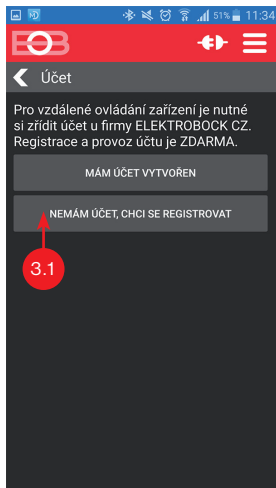 51% 11:34
EOB
Účet
Pro vzdálené ovládání zařízení je nutné
si zřídit účet u firmy ELEKTROBOCK CZ.
Registrace a provoz účtu je ZDARMA.
MÁM ÚČET VYTVOŘEN
NEMÁM ÚČET, CHCI SE REGISTROVAT
3.1